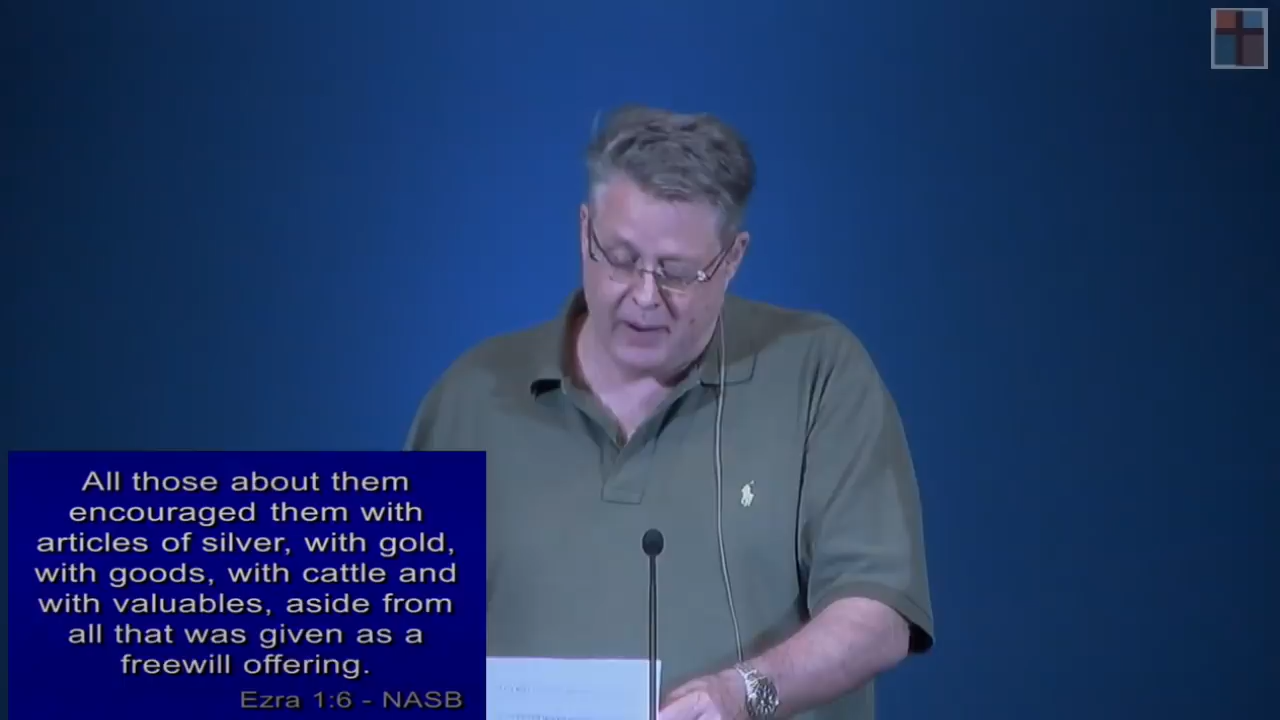 All those about them
encouraged them with
articles of silver, with gold,
with goods, with cattle and
with valuables, aside from
all that was given as a
freewill offering.
Ezra 1:6 - NASB